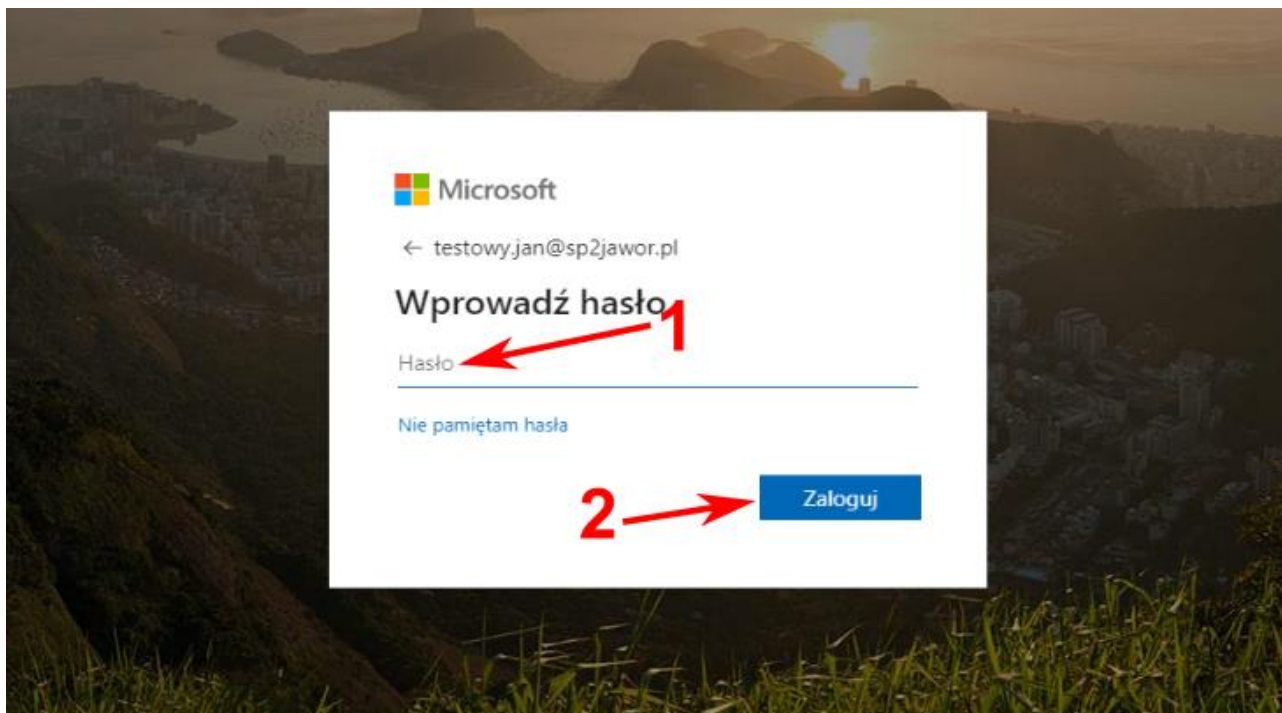 Microsoft
← testowy.jan@sp2jawor.pl
Wprowadź hasło
1
Hasło
Nie pamiętam hasła
2
Zaloguj